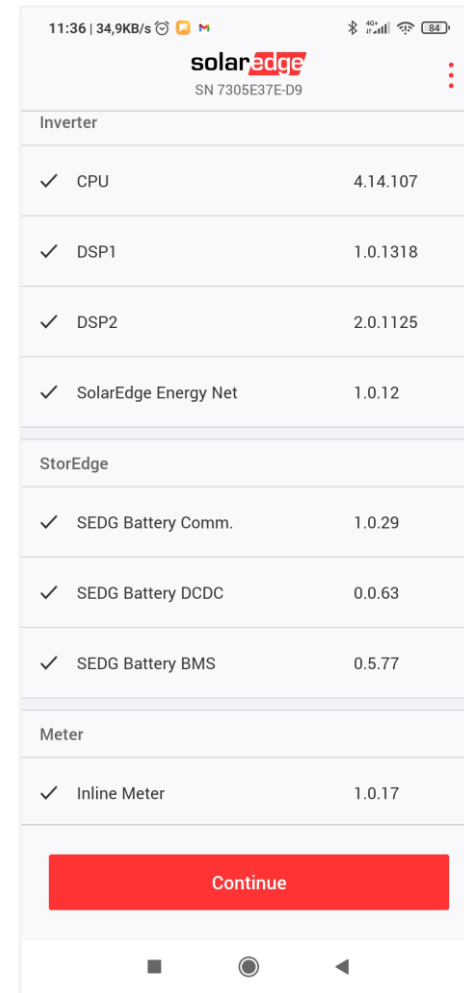 11:36 | 34,9KB/s
4G+
84
solaredge
SN 7305E37E-D9
Inverter
CPU 4.14.107
DSP1 1.0.1318
DSP2 2.0.1125
SolarEdge Energy Net 1.0.12
StorEdge
SEDG Battery Comm. 1.0.29
SEDG Battery DCDC 0.0.63
SEDG Battery BMS 0.5.77
Meter
Inline Meter 1.0.17
Continue